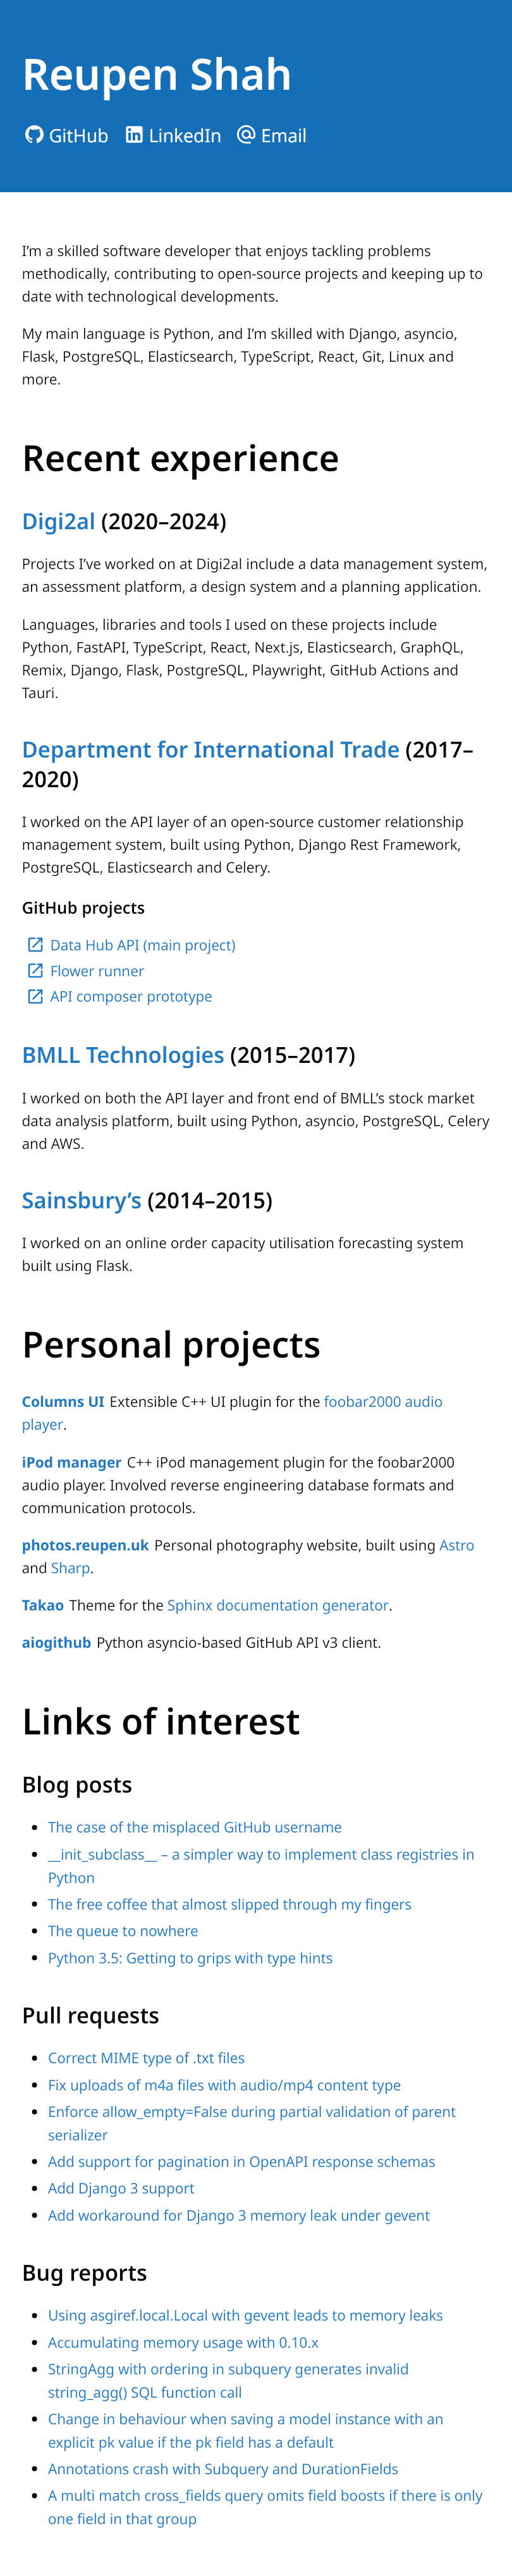 Reupen Shah
GitHub LinkedIn Email
I’m a skilled software developer that enjoys tackling problems
methodically, contributing to open-source projects and keeping up to
date with technological developments.
My main language is Python, and I’m skilled with Django, asyncio,
Flask, PostgreSQL, Elasticsearch, TypeScript, React, Git, Linux and
more.
Recent experience
Digi2al (2020–2024)
Projects I’ve worked on at Digi2al include a data management system,
an assessment platform, a design system and a planning application.
Languages, libraries and tools I used on these projects include
Python, FastAPI, TypeScript, React, Next.js, Elasticsearch, GraphQL,
Remix, Django, Flask, PostgreSQL, Playwright, GitHub Actions and
Tauri.
Department for International Trade (2017–
2020)
I worked on the API layer of an open-source customer relationship
management system, built using Python, Django Rest Framework,
PostgreSQL, Elasticsearch and Celery.
GitHub projects
Data Hub API (main project)
Flower runner
API composer prototype
BMLL Technologies (2015–2017)
I worked on both the API layer and front end of BMLL’s stock market
data analysis platform, built using Python, asyncio, PostgreSQL, Celery
and AWS.
Sainsbury’s (2014–2015)
I worked on an online order capacity utilisation forecasting system
built using Flask.
Personal projects
Columns UI Extensible C++ UI plugin for the foobar2000 audio
player.
iPod manager C++ iPod management plugin for the foobar2000
audio player. Involved reverse engineering database formats and
communication protocols.
photos.reupen.uk Personal photography website, built using Astro
and Sharp.
Takao Theme for the Sphinx documentation generator.
aiogithub Python asyncio-based GitHub API v3 client.
Links of interest
Blog posts
• The case of the misplaced GitHub username
• __init_subclass__ – a simpler way to implement class registries in
Python
• The free coffee that almost slipped through my fingers
• The queue to nowhere
• Python 3.5: Getting to grips with type hints
Pull requests
• Correct MIME type of .txt files
• Fix uploads of m4a files with audio/mp4 content type
• Enforce allow_empty=False during partial validation of parent
serializer
• Add support for pagination in OpenAPI response schemas
• Add Django 3 support
• Add workaround for Django 3 memory leak under gevent
Bug reports
• Using asgiref.local.Local with gevent leads to memory leaks
• Accumulating memory usage with 0.10.x
• StringAgg with ordering in subquery generates invalid
string_agg() SQL function call
• Change in behaviour when saving a model instance with an
explicit pk value if the pk field has a default
• Annotations crash with Subquery and DurationFields
• A multi match cross_fields query omits field boosts if there is only
one field in that group